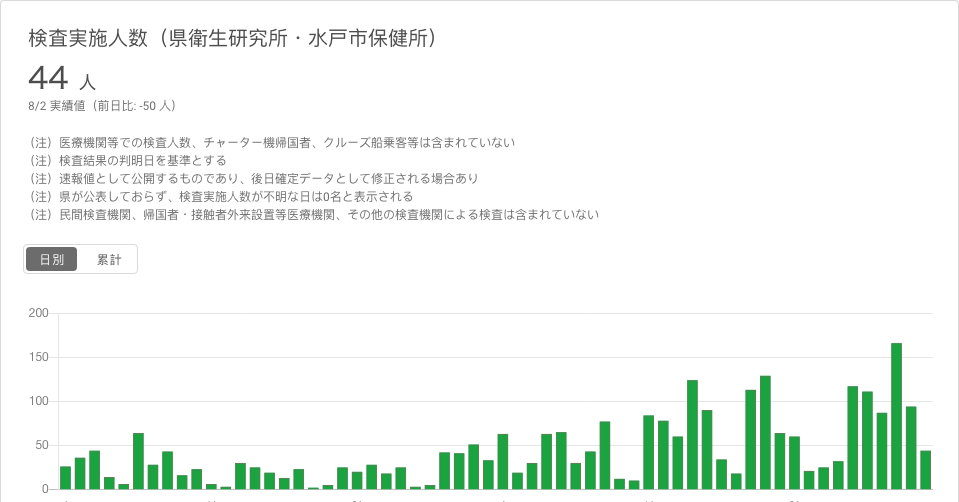 検査実施人数（県衛生研究所・水戸市保健所）
44 人
8/2 実績値（前日比: -50 人）
（注）医療機関等での検査人数、チャーター機帰国者、クルーズ船乗客等は含まれていない
（注）検査結果の判明日を基準とする
（注）速報値として公開するものであり、後日確定データとして修正される場合あり
（注）県が公表しておらず、検査実施人数が不明な日は0名と表示される
（注）民間検査機関、帰国者・接触者外来設置等医療機関、その他の検査機関による検査は含まれていない
日別 累計
200
150
100
50
0